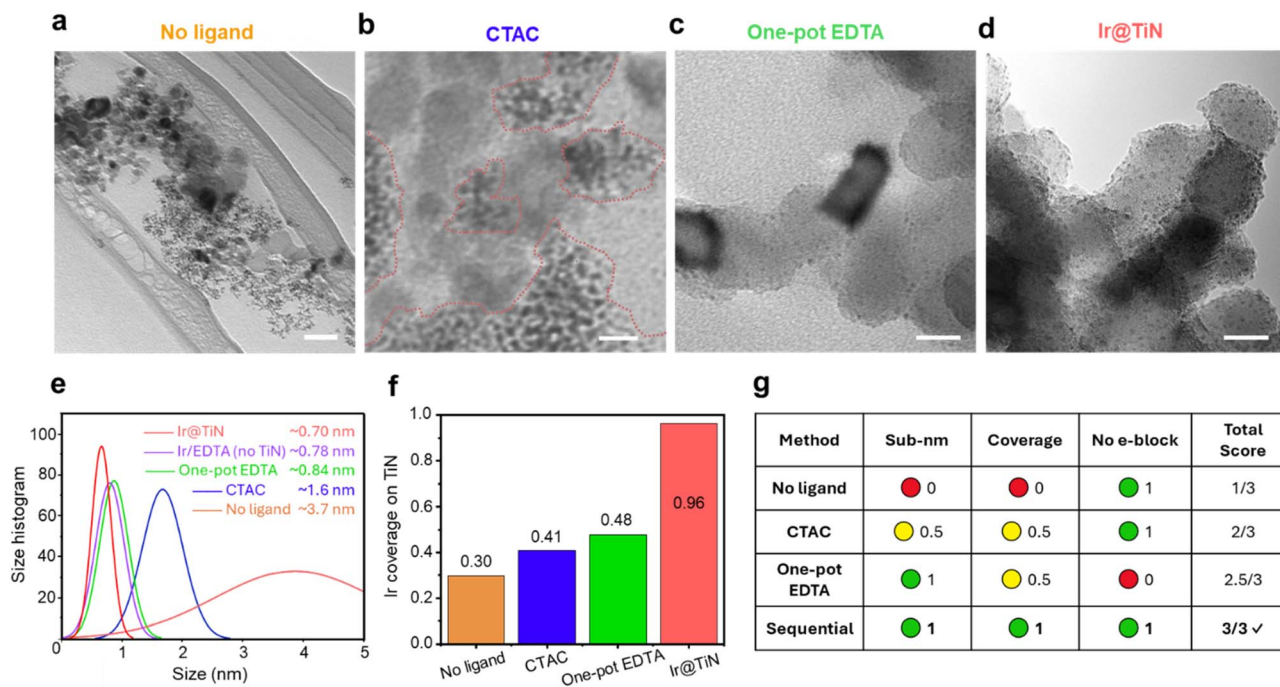 a No ligand
b CTAC
c One-pot EDTA
d Ir@TiN
e
100
80
60
40
20
Size histogram
Ir@TiN ~0.70 nm
Ir/EDTA (no TiN) ~0.78 nm
One-pot EDTA ~0.84 nm
CTAC ~1.6 nm
No ligand ~3.7 nm
0 1 2 3 4 5
Size (nm)
f
1.0
0.8
0.6
0.4
0.2
0.0
Ir coverage on TiN
0.30
0.41
0.48
0.96
No ligand
CTAC
One-pot EDTA
Ir@TiN
g
Method Sub-nm Coverage No e-block Total Score
No ligand 0 0 1 1/3
CTAC 0.5 0.5 1 2/3
One-pot EDTA 1 0.5 0 2.5/3
Sequential 1 1 1 3/3 ✓